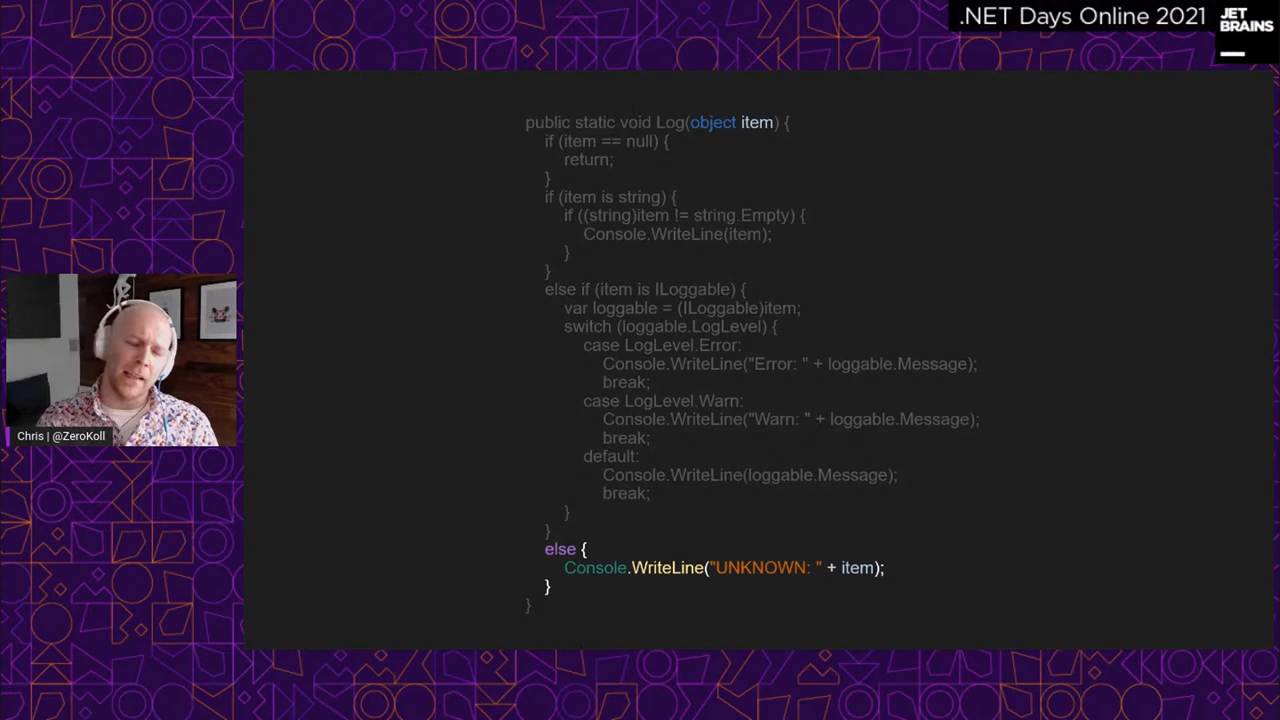 .NET Days Online 2021
JET
BRAINS
public static void Log(object item) {
if (item == null) {
return;
}
if (item is string) {
if ((string)item != string.Empty) {
Console.WriteLine(item);
}
}
else if (item is ILoggable) {
var loggable = (ILoggable)item;
switch (loggable.LogLevel) {
case LogLevel.Error:
Console.WriteLine("Error: " + loggable.Message);
break;
case LogLevel.Warn:
Console.WriteLine("Warn: " + loggable.Message);
break;
default:
Console.WriteLine(loggable.Message);
break;
}
}
else {
Console.WriteLine("UNKNOWN: " + item);
}
}
Chris | @ZeroKoll